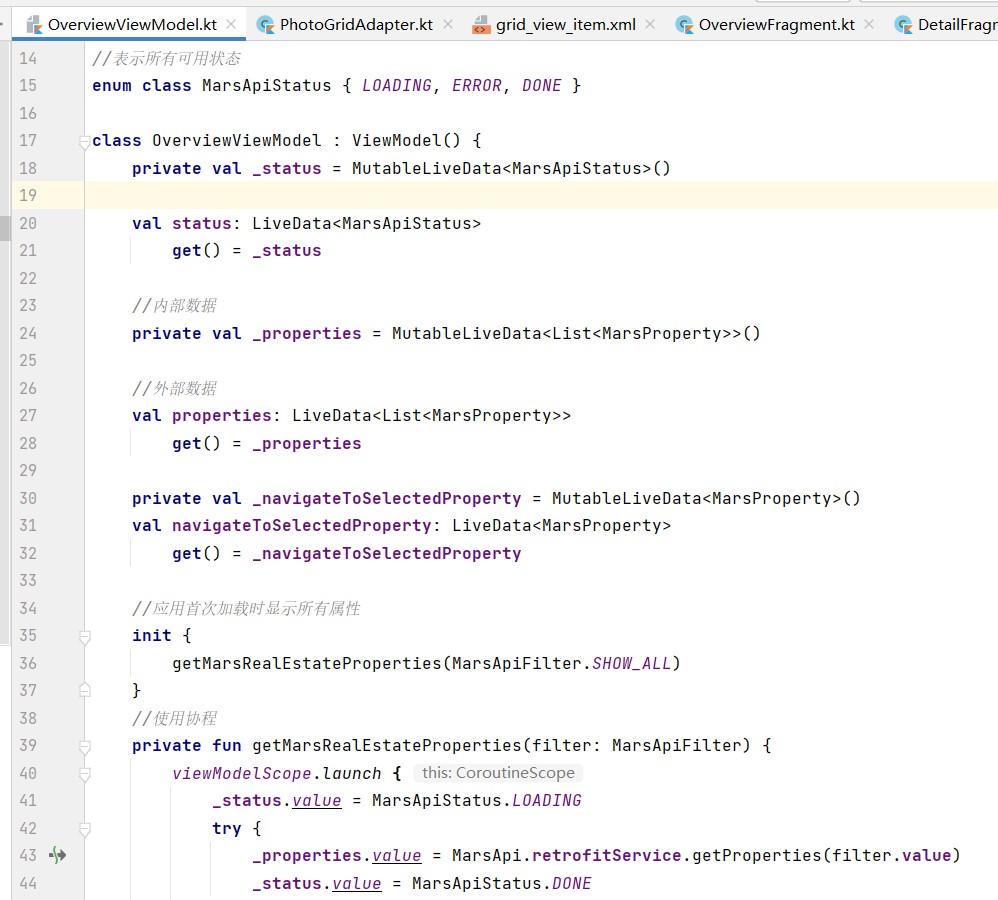 OverviewViewModel.kt PhotoGridAdapter.kt grid_view_item.xml OverviewFragment.kt DetailFragr
14 //表示所有可用状态
15 enum class MarsApiStatus { LOADING, ERROR, DONE }
16
17 class OverviewViewModel : ViewModel() {
18 private val _status = MutableLiveData<MarsApiStatus>()
19
20 val status: LiveData<MarsApiStatus>
21 get() = _status
22
23 //内部数据
24 private val _properties = MutableLiveData<List<MarsProperty>>()
25
26 //外部数据
27 val properties: LiveData<List<MarsProperty>>
28 get() = _properties
29
30 private val _navigateToSelectedProperty = MutableLiveData<MarsProperty>()
31 val navigateToSelectedProperty: LiveData<MarsProperty>
32 get() = _navigateToSelectedProperty
33
34 //应用首次加载时显示所有属性
35 init {
36 getMarsRealEstateProperties(MarsApiFilter.SHOW_ALL)
37 }
38 //使用协程
39 private fun getMarsRealEstateProperties(filter: MarsApiFilter) {
40 viewModelScope.launch { this: CoroutineScope
41 _status.value = MarsApiStatus.LOADING
42 try {
43 _properties.value = MarsApi.retrofitService.getProperties(filter.value)
44 _status.value = MarsApiStatus.DONE